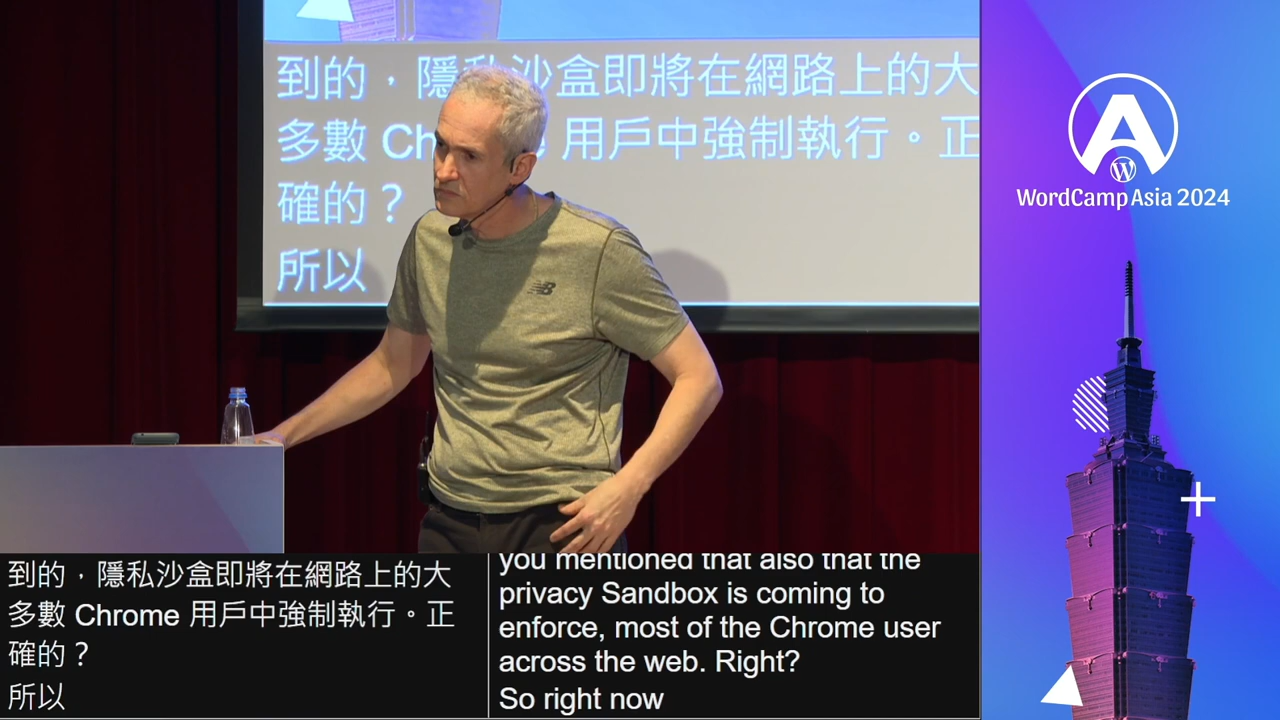 到的，隱私沙盒即將在網路上的大
多數 Ch e 用戶中強制執行。正
確的？
所以
WordCamp Asia 2024
到的，隱私沙盒即將在網路上的大
多數 Chrome 用戶中強制執行。正
確的？
所以
you mentioned that also that the
privacy Sandbox is coming to
enforce, most of the Chrome user
across the web. Right?
So right now